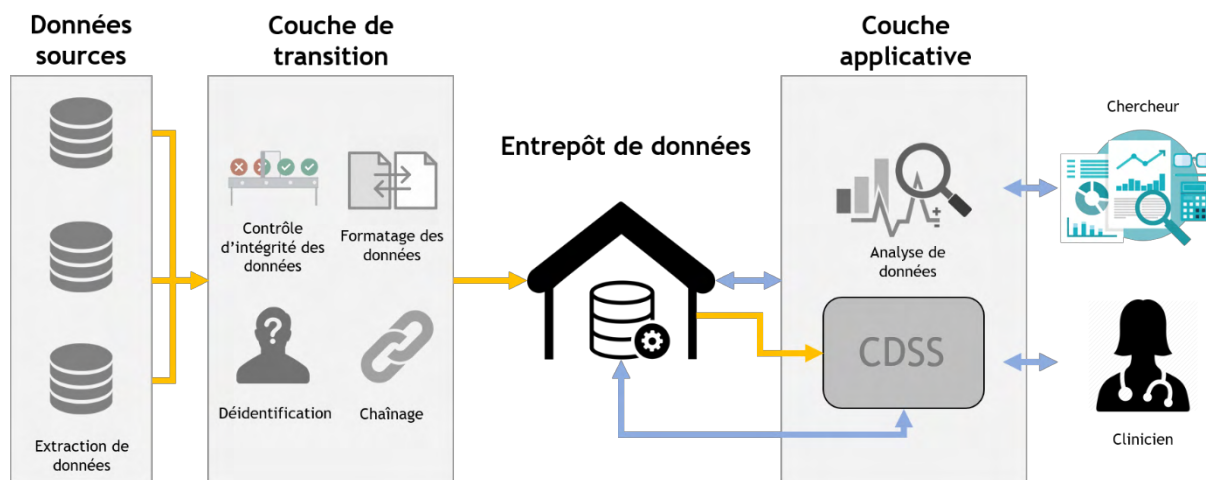 Données
sources
Couche de
transition
Couche
applicative
Chercheur
Entrepôt de données
Contrôle
d'intégrité des
données
Formatage des
données
Analyse de
données
?
+
-
CDSS
Déidentification
Chaînage
Extraction de
données
Clinicien